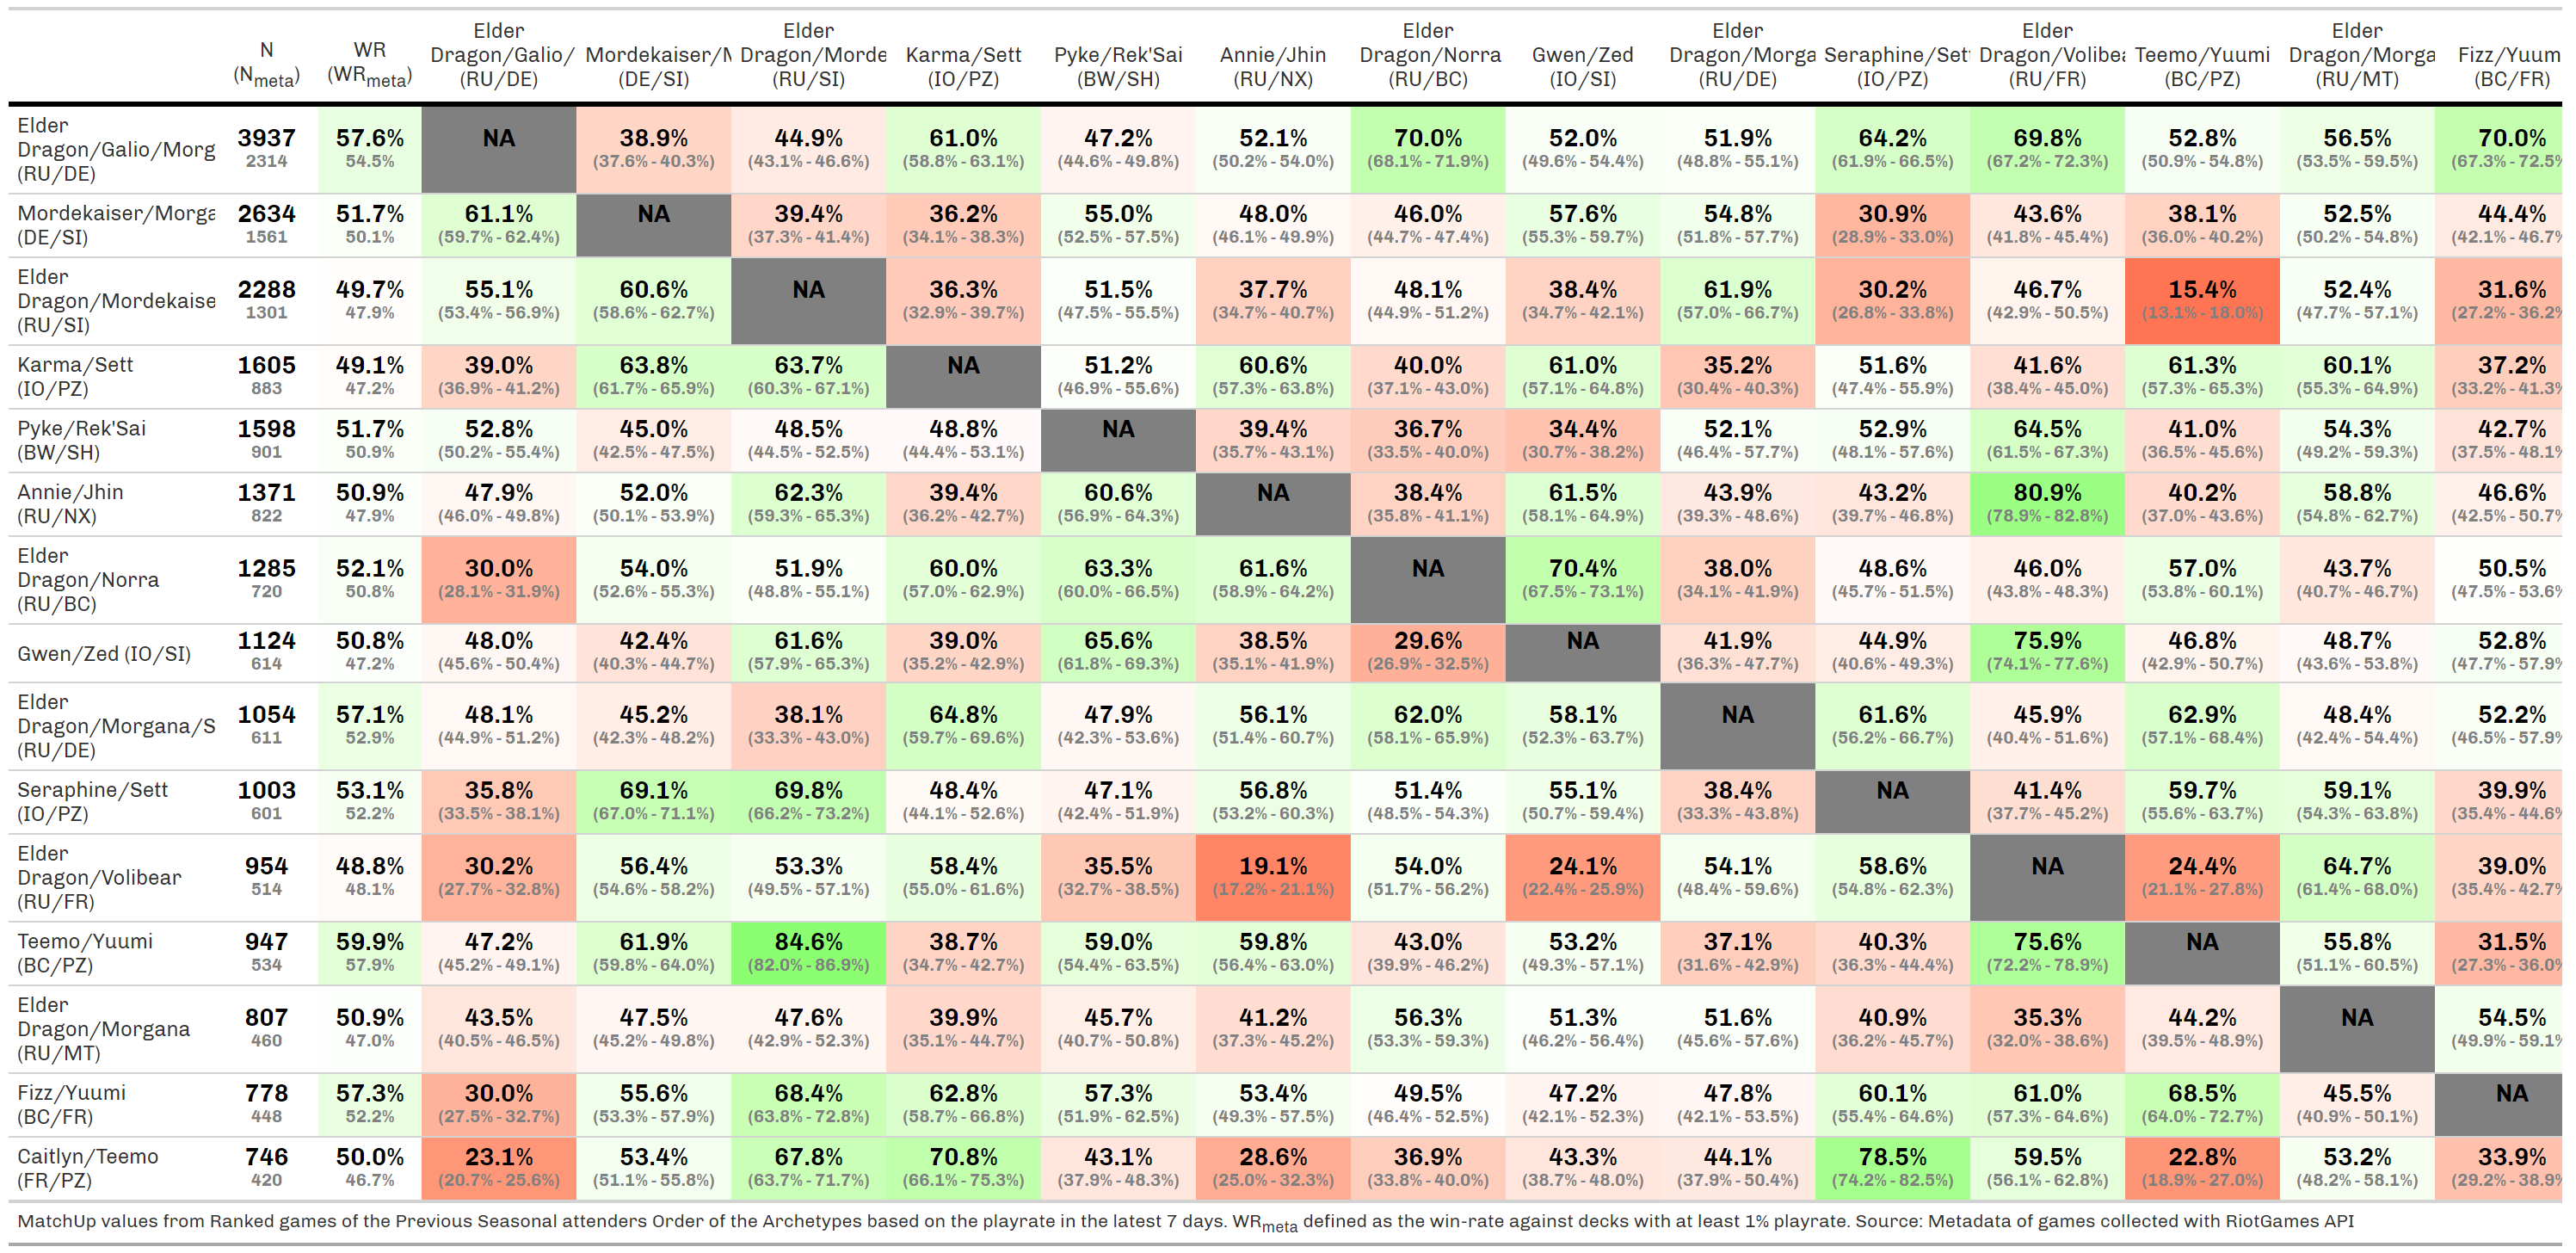 Elder Elder Elder Elder Elder Elder
N WR Dragon/Galio/ Mordekaiser/M Dragon/Morde Karma/Sett Pyke/Rek'Sai Annie/Jhin Dragon/Norra Gwen/Zed Dragon/Morga Seraphine/Set Dragon/Volibea Teemo/Yuumi Dragon/Morga Fizz/Yuum
(Nmeta) (WRmeta) (RU/DE) (DE/SI) (RU/SI) (IO/PZ) (BW/SH) (RU/NX) (RU/BC) (IO/SI) (RU/DE) (IO/PZ) (RU/FR) (BC/PZ) (RU/MT) (BC/FR)
Elder
Dragon/Galio/Morg
(RU/DE)
3937 57.6% NA 38.9% 44.9% 61.0% 47.2% 52.1% 70.0% 52.0% 51.9% 64.2% 69.8% 52.8% 56.5% 70.0%
2314 54.5% (37.6% - 40.3%) (43.1% - 46.6%) (58.8% - 63.1%) (44.6% - 49.8%) (50.2% - 54.0%) (68.1% - 71.9%) (49.6% - 54.4%) (48.8% - 55.1%) (61.9% - 66.5%) (67.2% - 72.3%) (50.9% - 54.8%) (53.5% - 59.5%) (67.3% - 72.5%
Mordekaiser/Morga
(DE/SI)
2634 51.7% 61.1% NA 39.4% 36.2% 55.0% 48.0% 46.0% 57.6% 54.8% 30.9% 43.6% 38.1% 52.5% 44.4%
1561 50.1% (59.7% - 62.4%) (37.3% - 41.4%) (34.1% - 38.3%) (52.5% - 57.5%) (46.1% - 49.9%) (44.7% - 47.4%) (55.3% - 59.7%) (51.8% - 57.7%) (28.9% - 33.0%) (41.8% - 45.4%) (36.0% - 40.2%) (50.2% - 54.8%) (42.1% - 46.7%
Elder
Dragon/Mordekaise
(RU/SI)
2288 49.7% 55.1% 60.6% NA 36.3% 51.5% 37.7% 48.1% 38.4% 61.9% 30.2% 46.7% 15.4% 52.4% 31.6%
1301 47.9% (53.4% - 56.9%) (58.6% - 62.7%) (32.9% - 39.7%) (47.5% - 55.5%) (34.7% - 40.7%) (44.9% - 51.2%) (34.7% - 42.1%) (57.0% - 66.7%) (26.8% - 33.8%) (42.9% - 50.5%) (13.1% - 18.0%) (47.7% - 57.1%) (27.2% - 36.2%
Karma/Sett
(IO/PZ)
1605 49.1% 39.0% 63.8% 63.7% NA 51.2% 60.6% 40.0% 61.0% 35.2% 51.6% 41.6% 61.3% 60.1% 37.2%
883 47.2% (36.9% - 41.2%) (61.7% - 65.9%) (60.3% - 67.1%) (46.9% - 55.6%) (57.3% - 63.8%) (37.1% - 43.0%) (57.1% - 64.8%) (30.4% - 40.3%) (47.4% - 55.9%) (38.4% - 45.0%) (57.3% - 65.3%) (55.3% - 64.9%) (33.2% - 41.3%
Pyke/Rek'Sai
(BW/SH)
1598 51.7% 52.8% 45.0% 48.5% 48.8% NA 39.4% 36.7% 34.4% 52.1% 52.9% 64.5% 41.0% 54.3% 42.7%
901 50.9% (50.2% - 55.4%) (42.5% - 47.5%) (44.5% - 52.5%) (44.4% - 53.1%) (35.7% - 43.1%) (33.5% - 40.0%) (30.7% - 38.2%) (46.4% - 57.7%) (48.1% - 57.6%) (61.5% - 67.3%) (36.5% - 45.6%) (49.2% - 59.3%) (37.5% - 48.1%
Annie/Jhin
(RU/NX)
1371 50.9% 47.9% 52.0% 62.3% 39.4% 60.6% NA 38.4% 61.5% 43.9% 43.2% 80.9% 40.2% 58.8% 46.6%
822 47.9% (46.0% - 49.8%) (50.1% - 53.9%) (59.3% - 65.3%) (36.2% - 42.7%) (56.9% - 64.3%) (35.8% - 41.1%) (58.1% - 64.9%) (39.3% - 48.6%) (39.7% - 46.8%) (78.9% - 82.8%) (37.0% - 43.6%) (54.8% - 62.7%) (42.5% - 50.7%
Elder
Dragon/Norra
(RU/BC)
1285 52.1% 30.0% 54.0% 51.9% 60.0% 63.3% 61.6% NA 70.4% 38.0% 48.6% 46.0% 57.0% 43.7% 50.5%
720 50.8% (28.1% - 31.9%) (52.6% - 55.3%) (48.8% - 55.1%) (57.0% - 62.9%) (60.0% - 66.5%) (58.9% - 64.2%) (67.5% - 73.1%) (34.1% - 41.9%) (45.7% - 51.5%) (43.8% - 48.3%) (53.8% - 60.1%) (40.7% - 46.7%) (47.5% - 53.6%
Gwen/Zed (IO/SI)
1124 50.8% 48.0% 42.4% 61.6% 39.0% 65.6% 38.5% 29.6% NA 41.9% 44.9% 75.9% 46.8% 48.7% 52.8%
614 47.2% (45.6% - 50.4%) (40.3% - 44.7%) (57.9% - 65.3%) (35.2% - 42.9%) (61.8% - 69.3%) (35.1% - 41.9%) (26.9% - 32.5%) (36.3% - 47.7%) (40.6% - 49.3%) (74.1% - 77.6%) (42.9% - 50.7%) (43.6% - 53.8%) (47.7% - 57.9%
Elder
Dragon/Morgana/S
(RU/DE)
1054 57.1% 48.1% 45.2% 38.1% 64.8% 47.9% 56.1% 62.0% 58.1% NA 61.6% 45.9% 62.9% 48.4% 52.2%
611 52.9% (44.9% - 51.2%) (42.3% - 48.2%) (33.3% - 43.0%) (59.7% - 69.6%) (42.3% - 53.6%) (51.4% - 60.7%) (58.1% - 65.9%) (52.3% - 63.7%) (56.2% - 66.7%) (40.4% - 51.6%) (57.1% - 68.4%) (42.4% - 54.4%) (46.5% - 57.9%
Seraphine/Sett
(IO/PZ)
1003 53.1% 35.8% 69.1% 69.8% 48.4% 47.1% 56.8% 51.4% 55.1% 38.4% NA 41.4% 59.7% 59.1% 39.9%
601 52.2% (33.5% - 38.1%) (67.0% - 71.1%) (66.2% - 73.2%) (44.1% - 52.6%) (42.4% - 51.9%) (53.2% - 60.3%) (48.5% - 54.3%) (50.7% - 59.4%) (33.3% - 43.8%) (37.7% - 45.2%) (55.6% - 63.7%) (54.3% - 63.8%) (35.4% - 44.6%
Elder
Dragon/Volibear
(RU/FR)
954 48.8% 30.2% 56.4% 53.3% 58.4% 35.5% 19.1% 54.0% 24.1% 54.1% 58.6% NA 24.4% 64.7% 39.0%
514 48.1% (27.7% - 32.8%) (54.6% - 58.2%) (49.5% - 57.1%) (55.0% - 61.6%) (32.7% - 38.5%) (17.2% - 21.1%) (51.7% - 56.2%) (22.4% - 25.9%) (48.4% - 59.6%) (54.8% - 62.3%) (21.1% - 27.8%) (61.4% - 68.0%) (35.4% - 42.7%
Teemo/Yuumi
(BC/PZ)
947 59.9% 47.2% 61.9% 84.6% 38.7% 59.0% 59.8% 43.0% 53.2% 37.1% 40.3% 75.6% NA 55.8% 31.5%
534 57.9% (45.2% - 49.1%) (59.8% - 64.0%) (82.0% - 86.9%) (34.7% - 42.7%) (54.4% - 63.5%) (56.4% - 63.0%) (39.9% - 46.2%) (49.3% - 57.1%) (31.6% - 42.9%) (36.3% - 44.4%) (72.2% - 78.9%) (51.1% - 60.5%) (27.3% - 36.0%
Elder
Dragon/Morgana
(RU/MT)
807 50.9% 43.5% 47.5% 47.6% 39.9% 45.7% 41.2% 56.3% 51.3% 51.6% 40.9% 35.3% 44.2% NA 54.5%
460 47.0% (40.5% - 46.5%) (45.2% - 49.8%) (42.9% - 52.3%) (35.1% - 44.7%) (40.7% - 50.8%) (37.3% - 45.2%) (53.3% - 59.3%) (46.2% - 56.4%) (45.6% - 57.6%) (36.2% - 45.7%) (32.0% - 38.6%) (39.5% - 48.9%) (49.9% - 59.1%
Fizz/Yuumi
(BC/FR)
778 57.3% 30.0% 55.6% 68.4% 62.8% 57.3% 53.4% 49.5% 47.2% 47.8% 60.1% 61.0% 68.5% 45.5% NA
448 52.2% (27.5% - 32.7%) (53.3% - 57.9%) (63.8% - 72.8%) (58.7% - 66.8%) (51.9% - 62.5%) (49.3% - 57.5%) (46.4% - 52.5%) (42.1% - 52.3%) (42.1% - 53.5%) (55.4% - 64.6%) (57.3% - 64.6%) (64.0% - 72.7%) (40.9% - 50.1%)
Caitlyn/Teemo
(FR/PZ)
746 50.0% 23.1% 53.4% 67.8% 70.8% 43.1% 28.6% 36.9% 43.3% 44.1% 78.5% 59.5% 22.8% 53.2% 33.9%
420 46.7% (20.7% - 25.6%) (51.1% - 55.8%) (63.7% - 71.7%) (66.1% - 75.3%) (37.9% - 48.3%) (25.0% - 32.3%) (33.8% - 40.0%) (38.7% - 48.0%) (37.9% - 50.4%) (74.2% - 82.5%) (56.1% - 62.8%) (18.9% - 27.0%) (48.2% - 58.1%) (29.2% - 38.9%
MatchUp values from Ranked games of the Previous Seasonal attenders Order of the Archetypes based on the playrate in the latest 7 days. WRmeta defined as the win-rate against decks with at least 1% playrate. Source: Metadata of games collected with RiotGames API